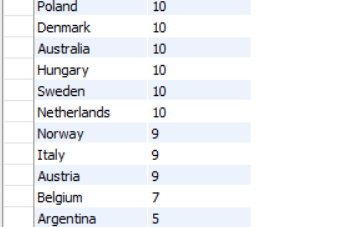 Poland 10
Denmark 10
Australia 10
Hungary 10
Sweden 10
Netherlands 10
Norway 9
Italy 9
Austria 9
Belgium 7
Argentina 5